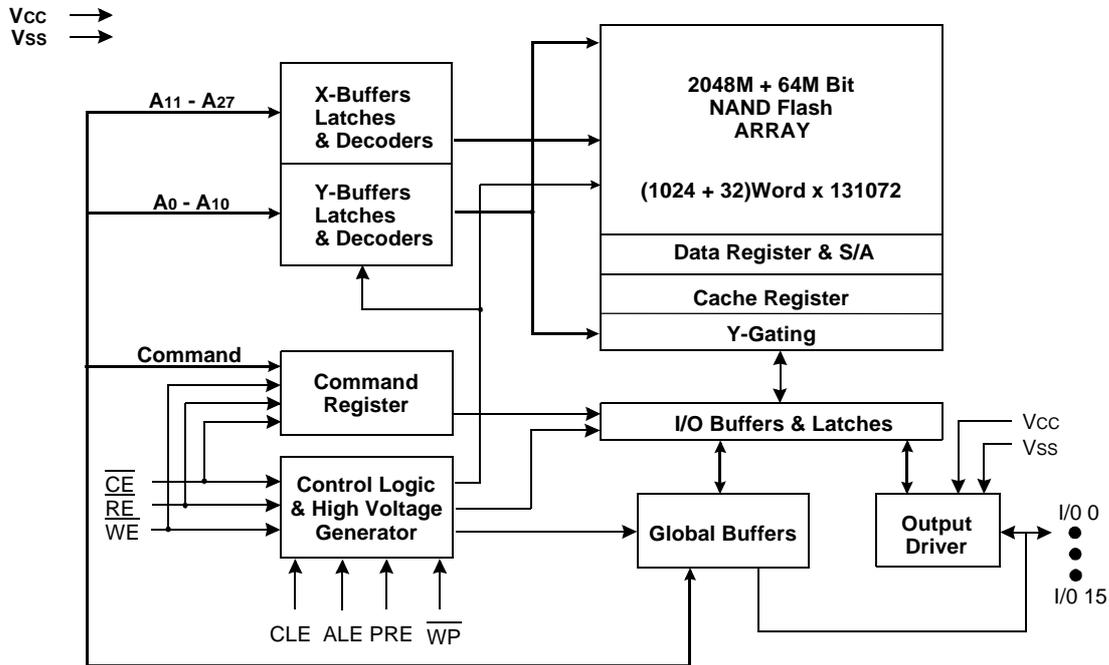 VCC
VSS
A11 - A27
X-Buffers
Latches
& Decoders
A0 - A10
Y-Buffers
Latches
& Decoders
2048M + 64M Bit
NAND Flash
ARRAY
(1024 + 32)Word x 131072
Data Register & S/A
Cache Register
Y-Gating
Command
Command
Register
I/O Buffers & Latches
VCC
VSS
CE
RE
WE
Control Logic
& High Voltage
Generator
Global Buffers
Output
Driver
I/0 0
I/0 15
CLE ALE PRE WP